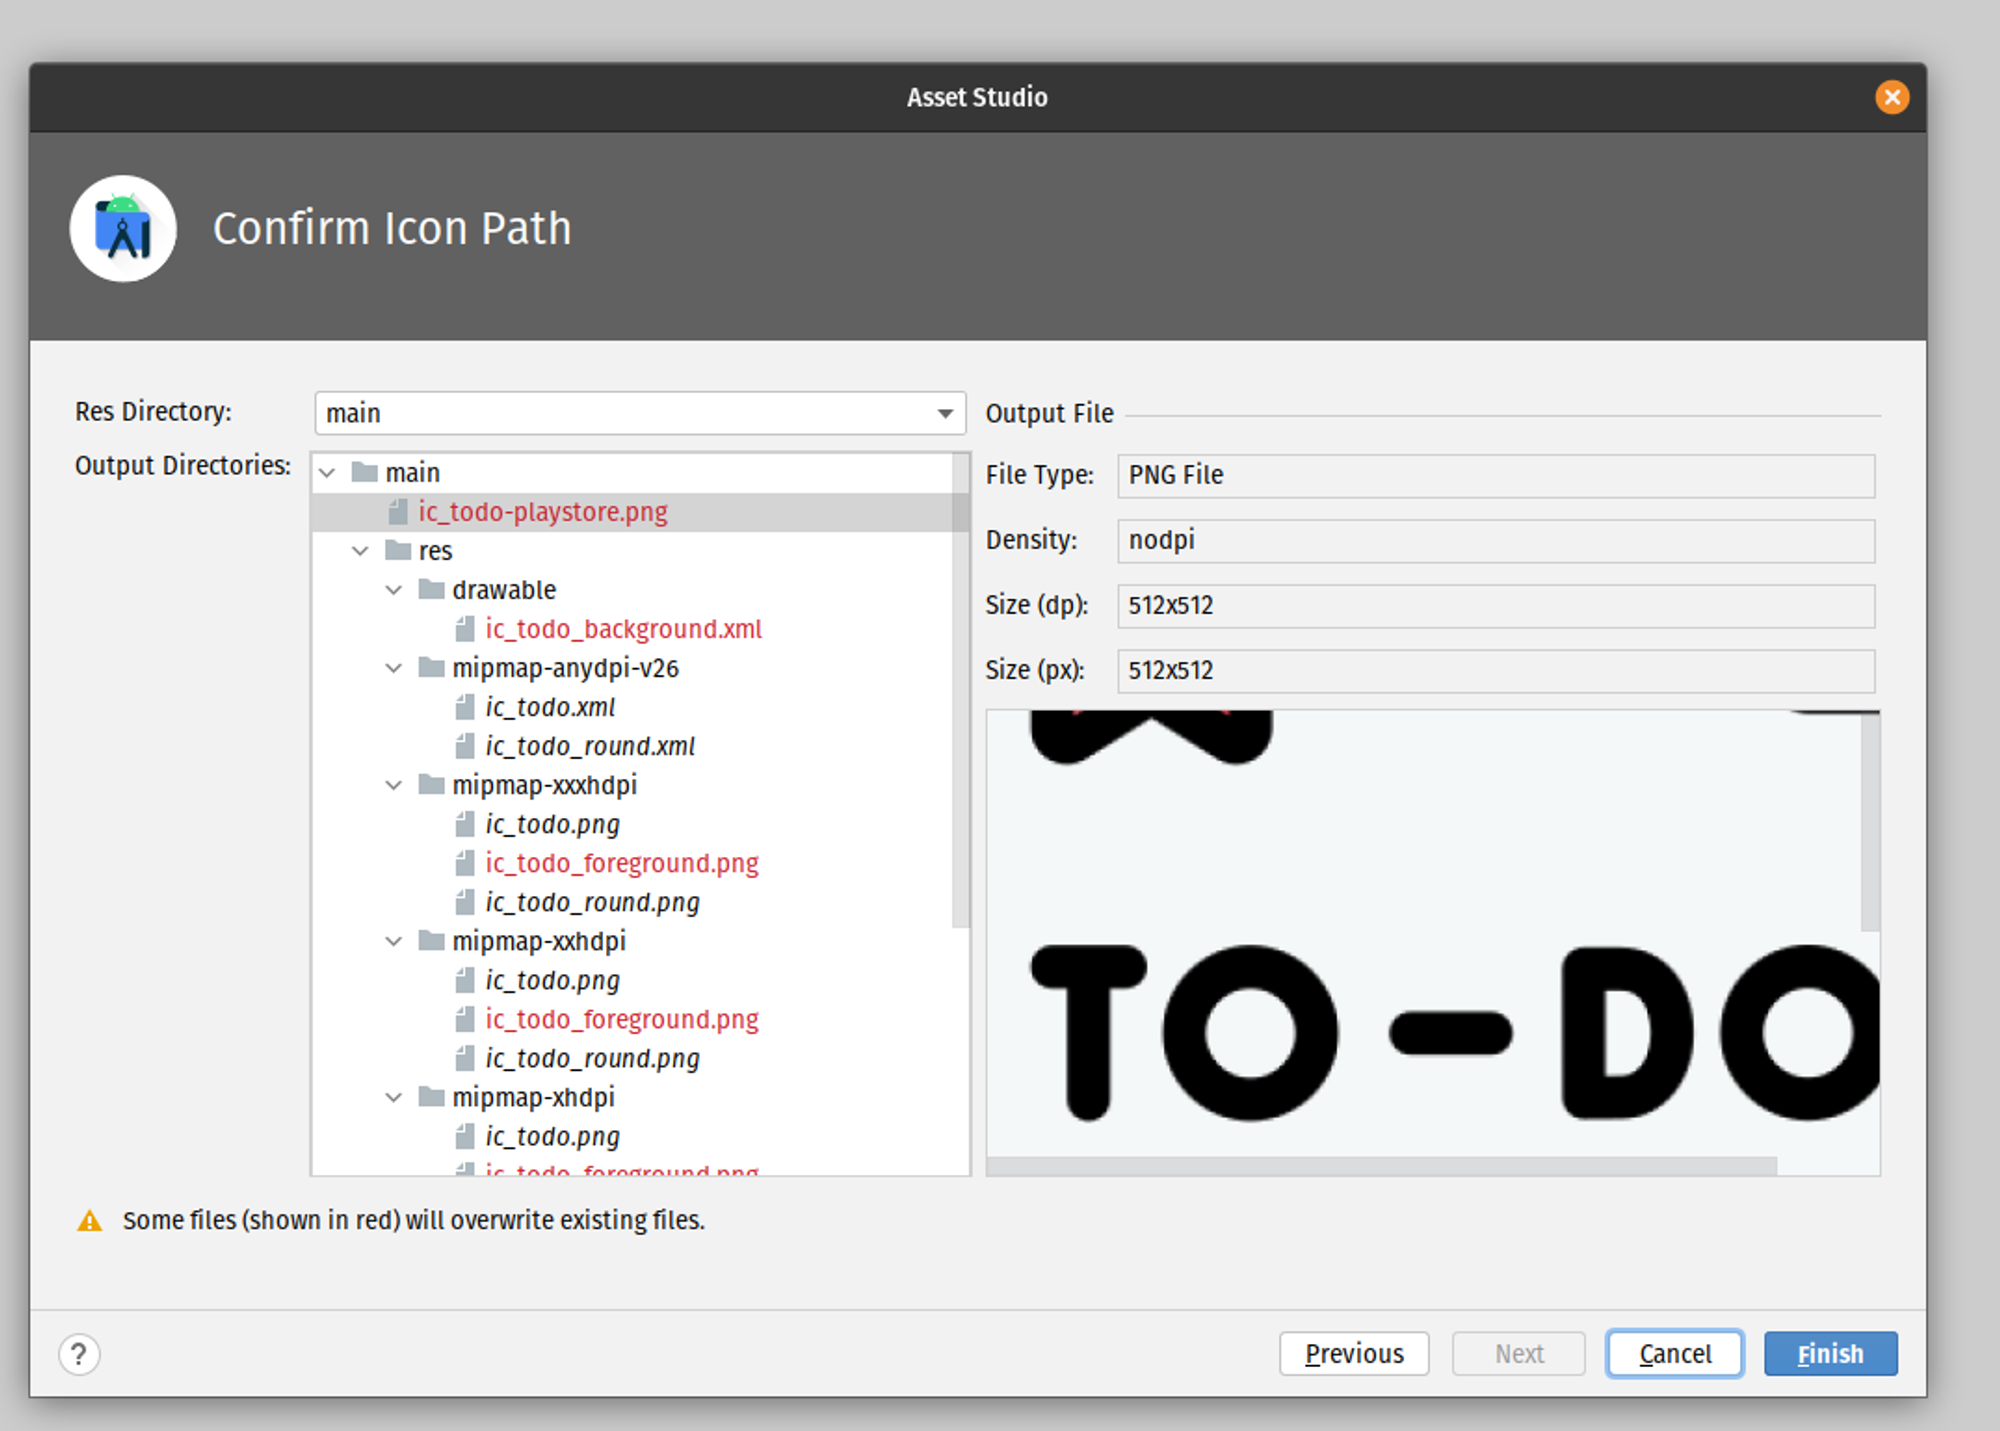 Asset Studio
Confirm Icon Path
Res Directory:
main
Output Directories:
main
ic_todo-playstore.png
res
drawable
ic_todo_background.xml
mipmap-anydpi-v26
ic_todo.xml
ic_todo_round.xml
mipmap-xxxhdpi
ic_todo.png
ic_todo_foreground.png
ic_todo_round.png
mipmap-xxhdpi
ic_todo.png
ic_todo_foreground.png
ic_todo_round.png
mipmap-xhdpi
ic_todo.png
ic_todo_foreground.png
Output File
File Type:
PNG File
Density:
nodpi
Size (dp):
512x512
Size (px):
512x512
TO-DO
Some files (shown in red) will overwrite existing files.
?
Previous
Next
Cancel
Finish